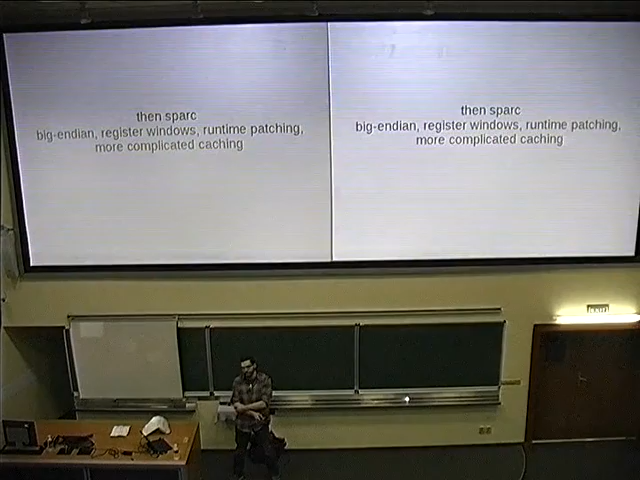 then sparc
big-endian, register windows, runtime patching,
more complicated caching
then sparc
big-endian, register windows, runtime patching,
more complicated caching